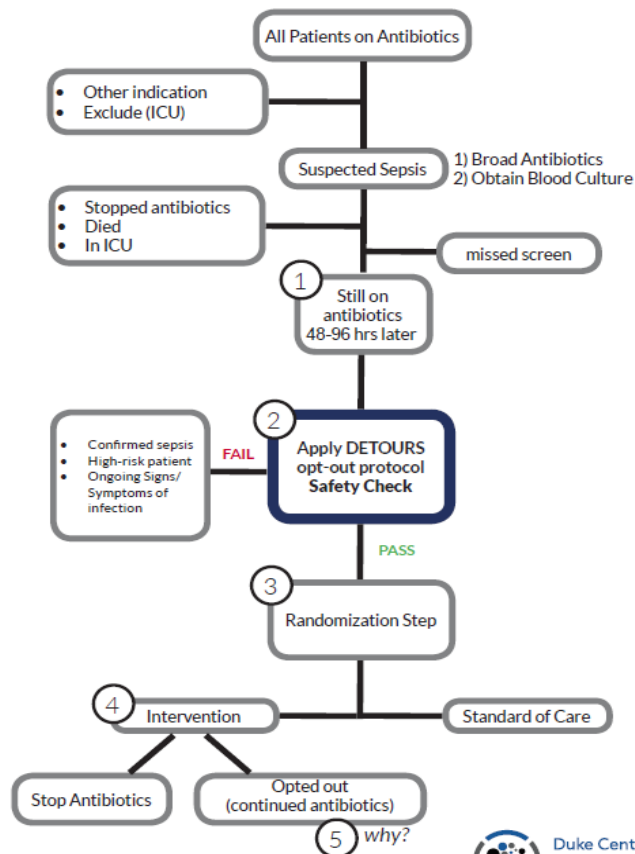 All Patients on Antibiotics
• Other indication
• Exclude (ICU)
Suspected Sepsis
1) Broad Antibiotics
2) Obtain Blood Culture
• Stopped antibiotics
• Died
• In ICU
missed screen
1
Still on
antibiotics
48-96 hrs later
2
Apply DETOURS
opt-out protocol
Safety Check
FAIL
• Confirmed sepsis
• High-risk patient
• Ongoing Signs/
Symptoms of
infection
PASS
3
Randomization Step
4
Intervention
Standard of Care
Stop Antibiotics
Opted out
(continued antibiotics)
5
why?
Duke Cent